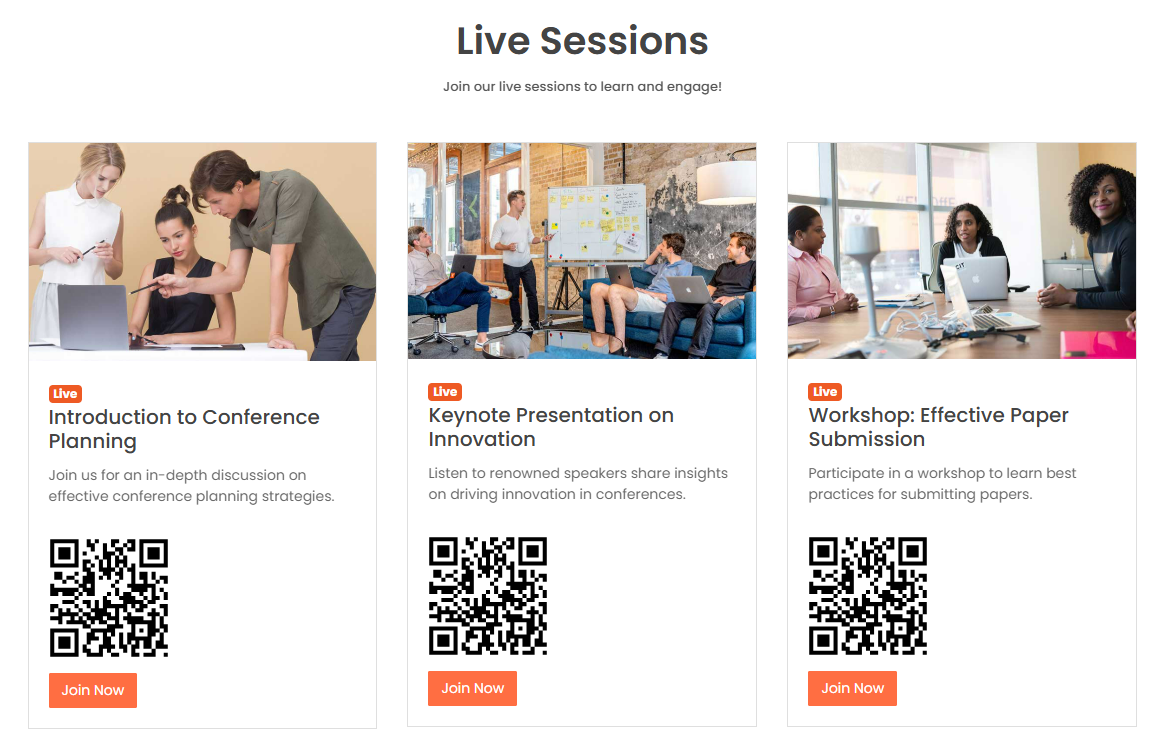 Live Sessions
Join our live sessions to learn and engage!
Live
Introduction to Conference
Planning
Join us for an in-depth discussion on
effective conference planning strategies.
Join Now
Live
Keynote Presentation on
Innovation
Listen to renowned speakers share insights
on driving innovation in conferences.
Join Now
CIT
Live
Workshop: Effective Paper
Submission
Participate in a workshop to learn best
practices for submitting papers.
Join Now